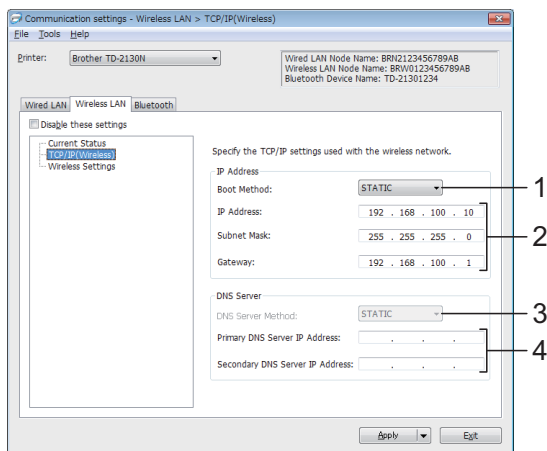 Communication settings - Wireless LAN > TCP/IP(Wireless)
File Tools Help
Printer: Brother TD-2130N
Wired LAN Node Name: BRN2123456789AB
Wireless LAN Node Name: BRW0123456789AB
Bluetooth Device Name: TD-21301234
Wired LAN Wireless LAN Bluetooth
Disable these settings
Current Status
TCP/IP(Wireless)
Wireless Settings
Specify the TCP/IP settings used with the wireless network.
IP Address
Boot Method: STATIC 1
IP Address: 192 . 168 . 100 . 10
Subnet Mask: 255 . 255 . 255 . 0 2
Gateway: 192 . 168 . 100 . 1
DNS Server
DNS Server Method: STATIC 3
Primary DNS Server IP Address: . . .
4
Secondary DNS Server IP Address: . . .
Apply Exit